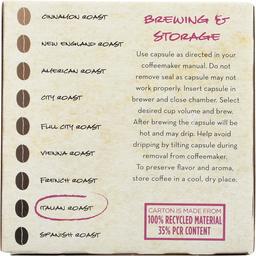 CINNAMON ROAST
NEW ENGLAND ROAST
AMERICAN ROAST
CITY ROAST
FULL CITY ROAST
VIENNA ROAST
FRENCH ROAST
ITALIAN ROAST
SPANISH ROAST
BREWING &
STORAGE
Use capsule as directed in your
coffeemaker manual. Do not
remove seal as capsule may not
work properly. Insert capsule in
brewer and close chamber. Select
desired cup volume and brew.
After brewing the capsule will be
hot and may drip. Help avoid
dripping by tilting capsule during
removal from coffeemaker.
To preserve flavor and aroma,
store coffee in a cool, dry place.
CARTON IS MADE FROM
100% RECYCLED MATERIAL
35% PCR CONTENT